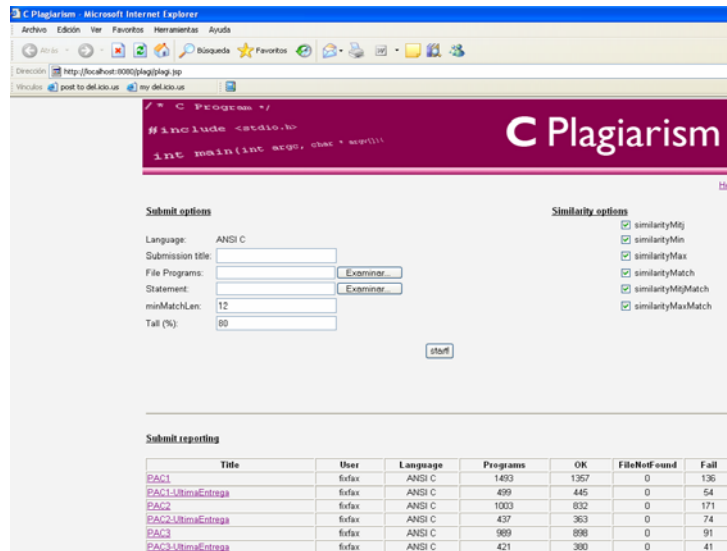 C Plagiarism - Microsoft Internet Explorer
Archivo Edición Ver Favoritos Herramientas Ayuda
Atrás Búsqueda Favoritos
Dirección http://localhost:8080/plagi/plagi.jsp
Vínculos post to del.icio.us my del.icio.us
/* C Program */
#include <stdio.h>
int main(int argc, char * argv[])
C Plagiarism
Submit options Similarity options
similarityMitj
Language: ANSI C similarityMin
Submission title: similarityMax
File Programs: Examinar... similarityMatch
Statement: Examinar... similarityMitjMatch
minMatchLen: 12 similarityMaxMatch
Tall (%): 80
start!
Submit reporting
Title User Language Programs OK FileNotFound Fail
PAC1 fixfax ANSI C 1493 1357 0 136
PAC1-UltimaEntrega fixfax ANSI C 499 445 0 54
PAC2 fixfax ANSI C 1003 832 0 171
PAC2-UltimaEntrega fixfax ANSI C 437 363 0 74
PAC3 fixfax ANSI C 989 898 0 91
PAC3-UltimaEntrega fixfax ANSI C 421 380 0 41